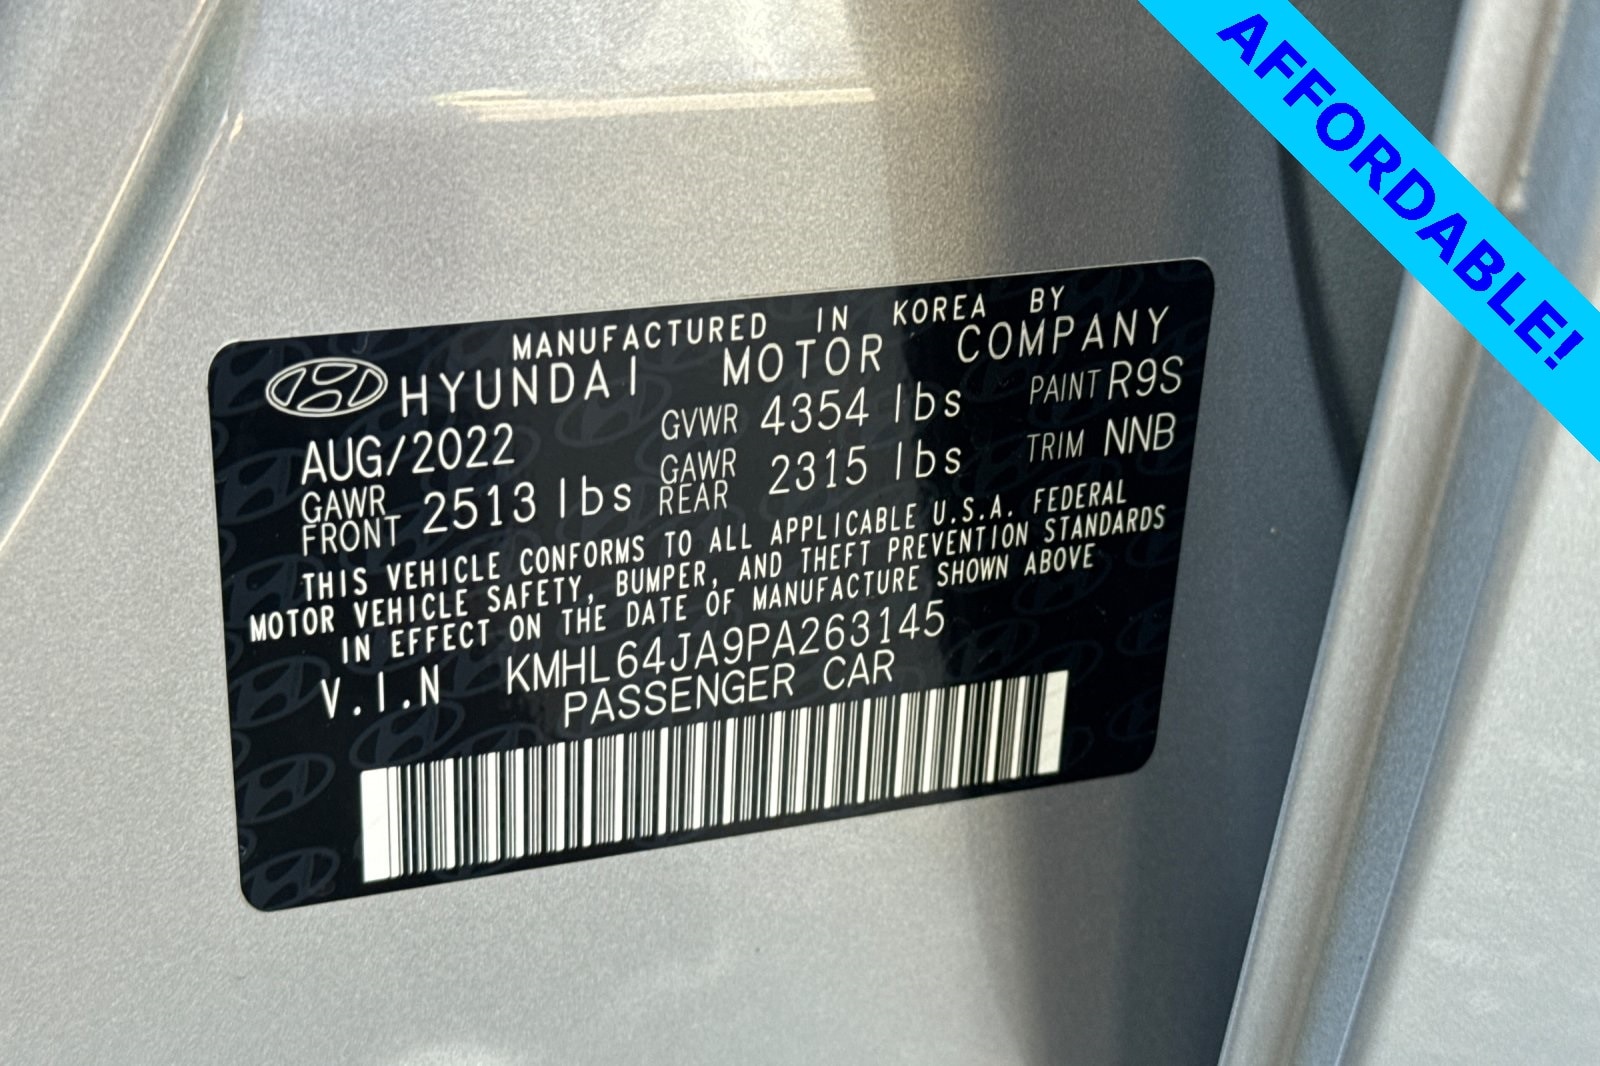 AFFORDABLE!
MANUFACTURED IN KOREA BY
HYUNDAI MOTOR COMPANY
AUG/2022 GVWR 4354 lbs PAINT R9S
GAWR FRONT 2513 lbs GAWR REAR 2315 lbs TRIM NNB
THIS VEHICLE CONFORMS TO ALL APPLICABLE U.S.A. FEDERAL
MOTOR VEHICLE SAFETY, BUMPER, AND THEFT PREVENTION STANDARDS
IN EFFECT ON THE DATE OF MANUFACTURE SHOWN ABOVE
V.I.N KMHL64JA9PA263145
PASSENGER CAR